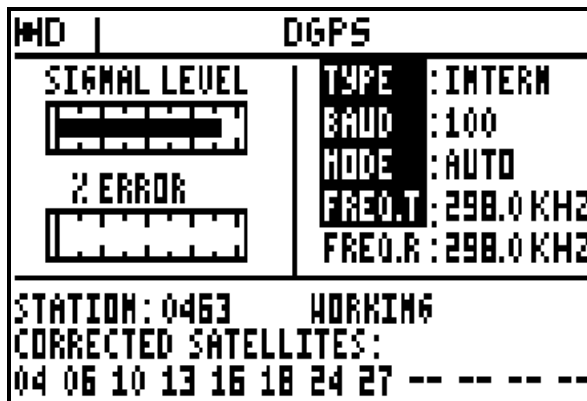 HD | DGPS
SIGNAL LEVEL
% ERROR
TYPE :INTERN
BAUD :100
MODE :AUTO
FREQ.T :298.0 KHZ
FREQ.R :298.0 KHZ
STATION: 0463 WORKING
CORRECTED SATELLITES:
04 06 10 13 16 18 24 27 -- -- -- --